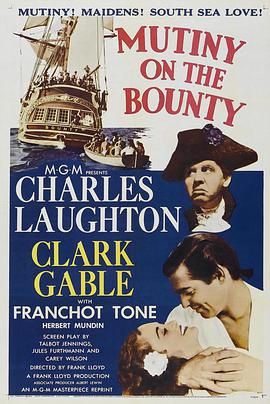 MUTINY! MAIDENS! SOUTH SEA LOVE!
MUTINY
ON THE
BOUNTY
M-G-M
PRESENTS
CHARLES
LAUGHTON
CLARK
GABLE
WITH
FRANCHOT TONE
HERBERT MUNDIN
SCREEN PLAY BY
TALBOT JENNINGS,
JULES FURTHMANN AND
CAREY WILSON
DIRECTED BY FRANK LLOYD
A FRANK LLOYD PRODUCTION
ASSOCIATE PRODUCER ALBERT LEWIN
AN M-G-M MASTERPIECE REPRINT